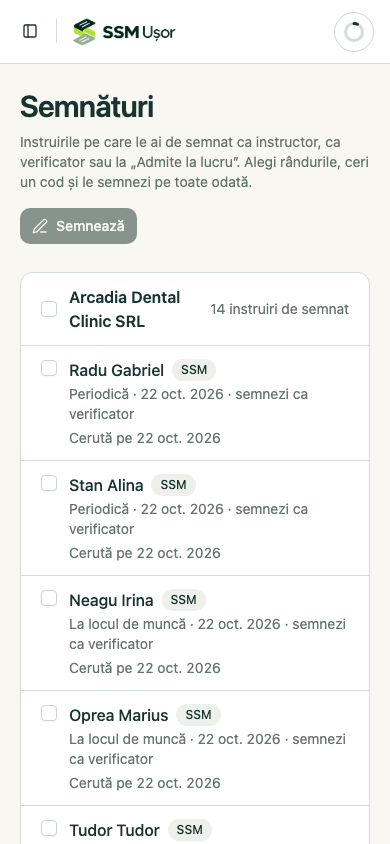 SSM Ușor
Semnături
Instruirile pe care le ai de semnat ca instructor, ca
verificator sau la „Admite la lucru”. Alegi rândurile, ceri
un cod și le semnezi pe toate odată.
Semnează
Arcadia Dental
Clinic SRL
14 instruiri de semnat
Radu Gabriel SSM
Periodică · 22 oct. 2026 · semnezi ca
verificator
Cerută pe 22 oct. 2026
Stan Alina SSM
Periodică · 22 oct. 2026 · semnezi ca
verificator
Cerută pe 22 oct. 2026
Neagu Irina SSM
La locul de muncă · 22 oct. 2026 · semnezi
ca verificator
Cerută pe 22 oct. 2026
Oprea Marius SSM
La locul de muncă · 22 oct. 2026 · semnezi
ca verificator
Cerută pe 22 oct. 2026
Tudor Tudor SSM